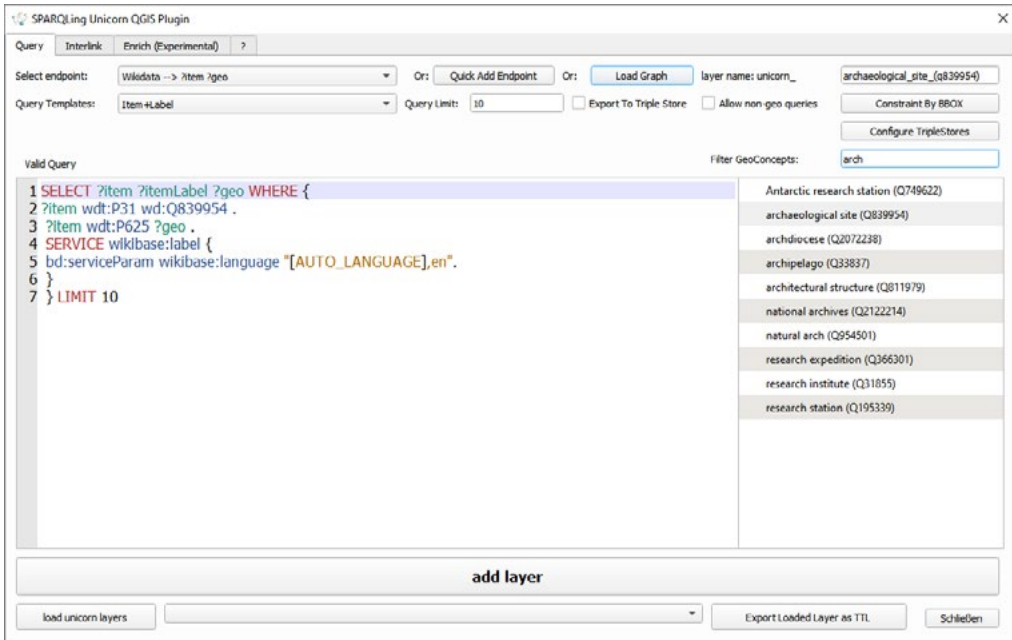 SPARQLing Unicorn QGIS Plugin
Query Interlink Enrich (Experimental) ?
Select endpoint: Wikidata --> ?item ?geo Or: Quick Add Endpoint Or: Load Graph layer name: unicorn_ archaeological_site_(q839954)
Query Templates: Item+Label Query Limit: 10 Export To Triple Store Allow non-geo queries Constraint By BBOX
Configure TripleStores
Valid Query Filter GeoConcepts: arch
1 SELECT ?item ?itemLabel ?geo WHERE {
2 ?item wdt:P31 wd:Q839954 .
3 ?item wdt:P625 ?geo .
4 SERVICE wikibase:label {
5 bd:serviceParam wikibase:language "[AUTO_LANGUAGE],en".
6 }
7 } LIMIT 10
Antarctic research station (Q749622)
archaeological site (Q839954)
archdiocese (Q2072238)
archipelago (Q33837)
architectural structure (Q811979)
national archives (Q2122214)
natural arch (Q954501)
research expedition (Q366301)
research institute (Q31855)
research station (Q195339)
add layer
load unicorn layers Export Loaded Layer as TTL Schließen